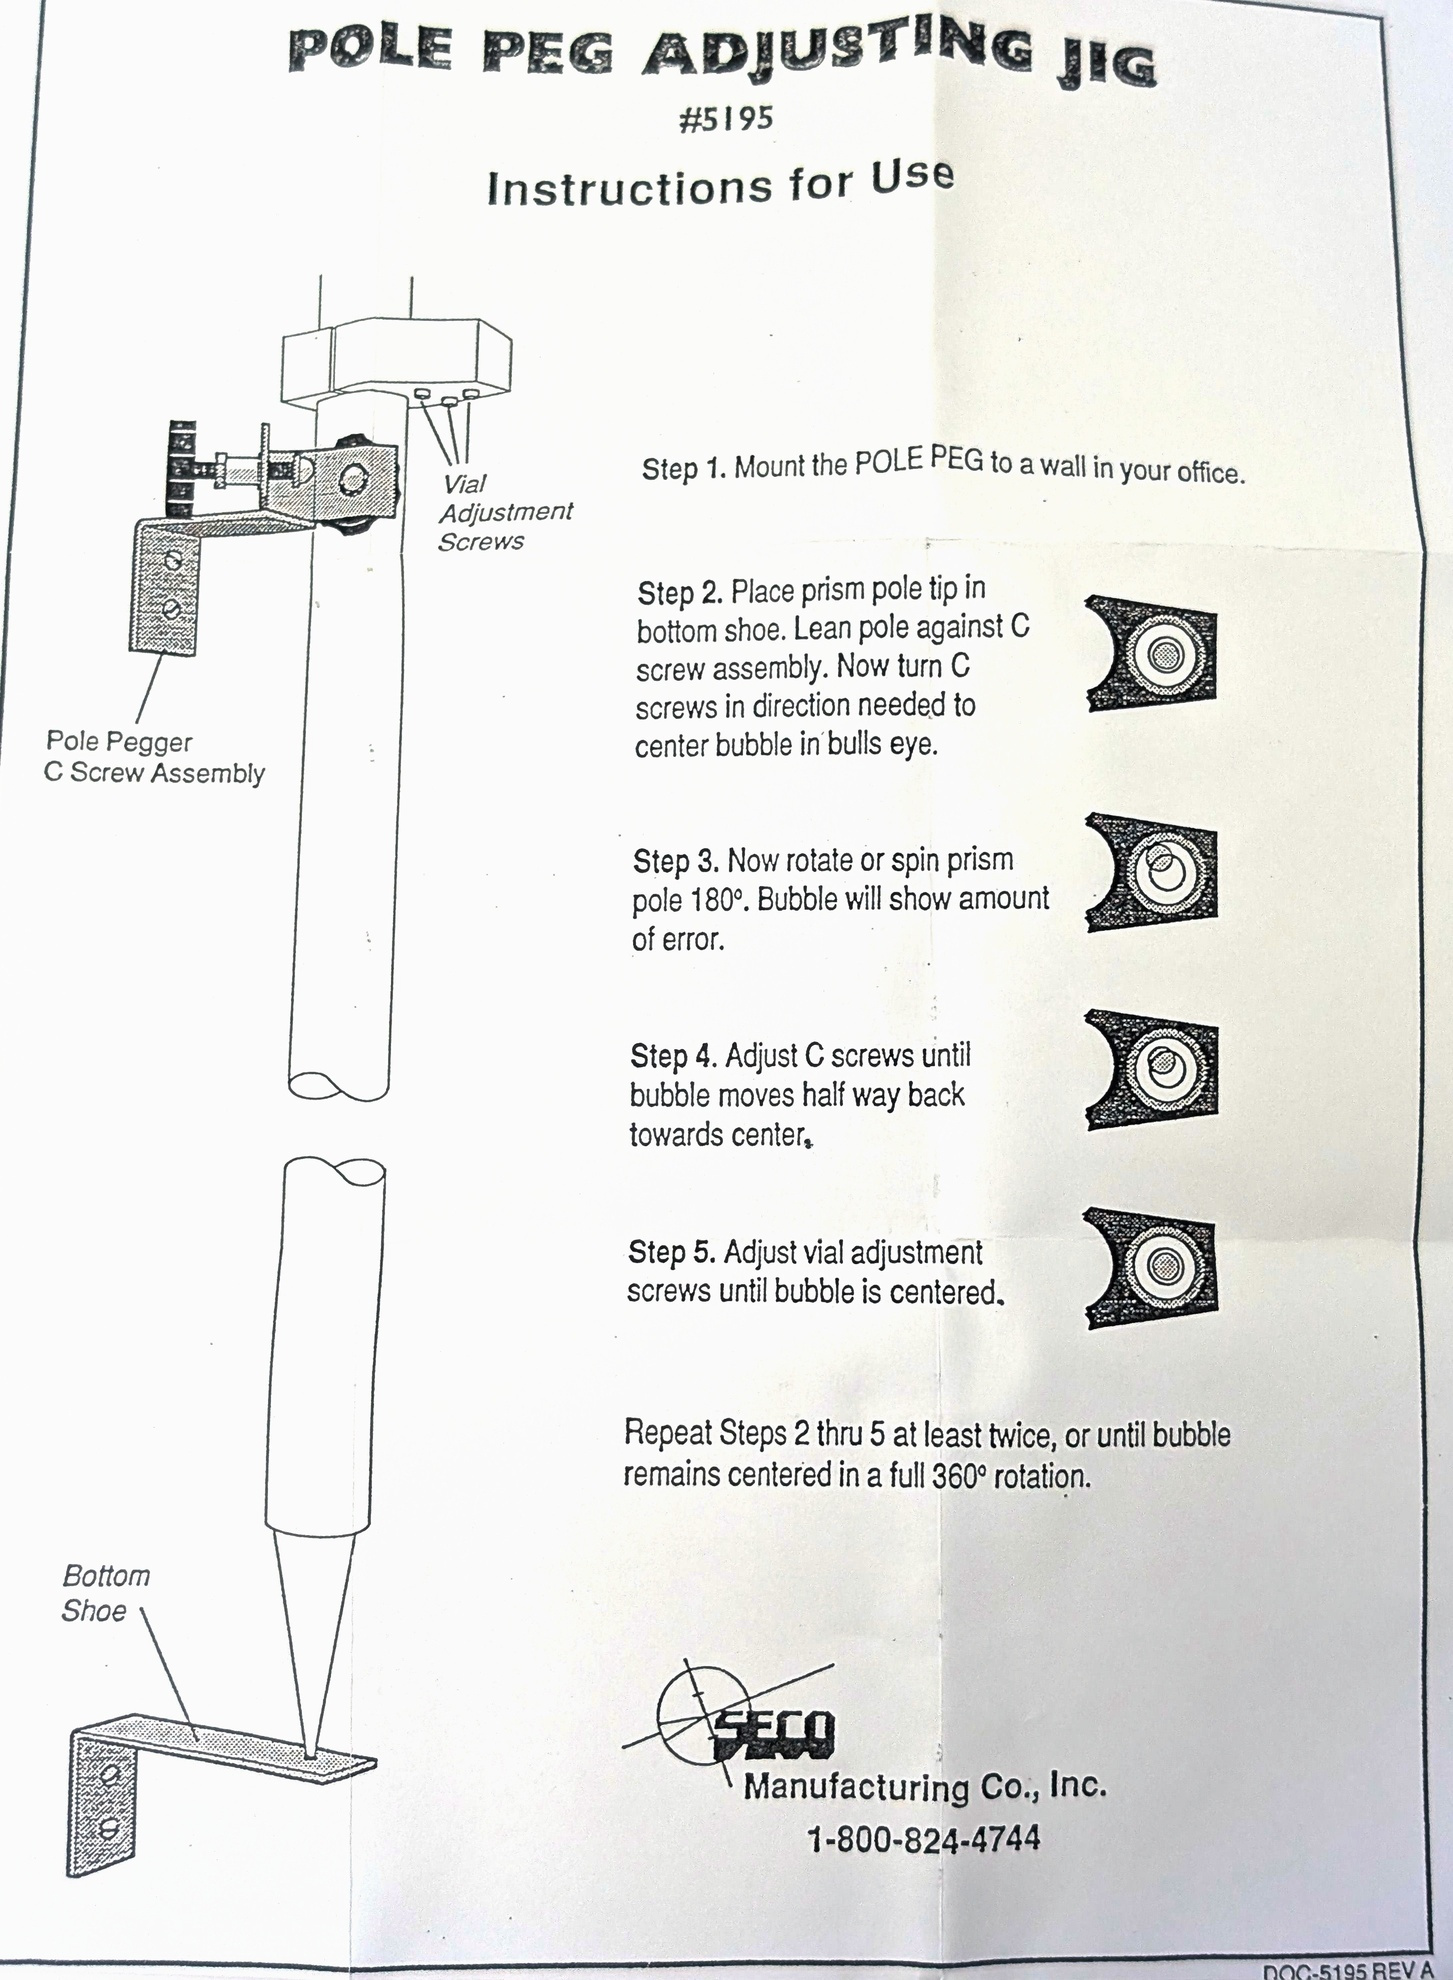 POLE PEG ADJUSTING JIG
#5195
Instructions for Use
Vial
Adjustment
Screws
Pole Pegger
C Screw Assembly
Step 1. Mount the POLE PEG to a wall in your office.
Step 2. Place prism pole tip in
bottom shoe. Lean pole against C
screw assembly. Now turn C
screws in direction needed to
center bubble in bulls eye.
Step 3. Now rotate or spin prism
pole 180º. Bubble will show amount
of error.
Step 4. Adjust C screws until
bubble moves half way back
towards center.
Step 5. Adjust vial adjustment
screws until bubble is centered.
Repeat Steps 2 thru 5 at least twice, or until bubble
remains centered in a full 360º rotation.
Bottom
Shoe
SECO
Manufacturing Co., Inc.
1-800-824-4744
DOC-5195 REV A